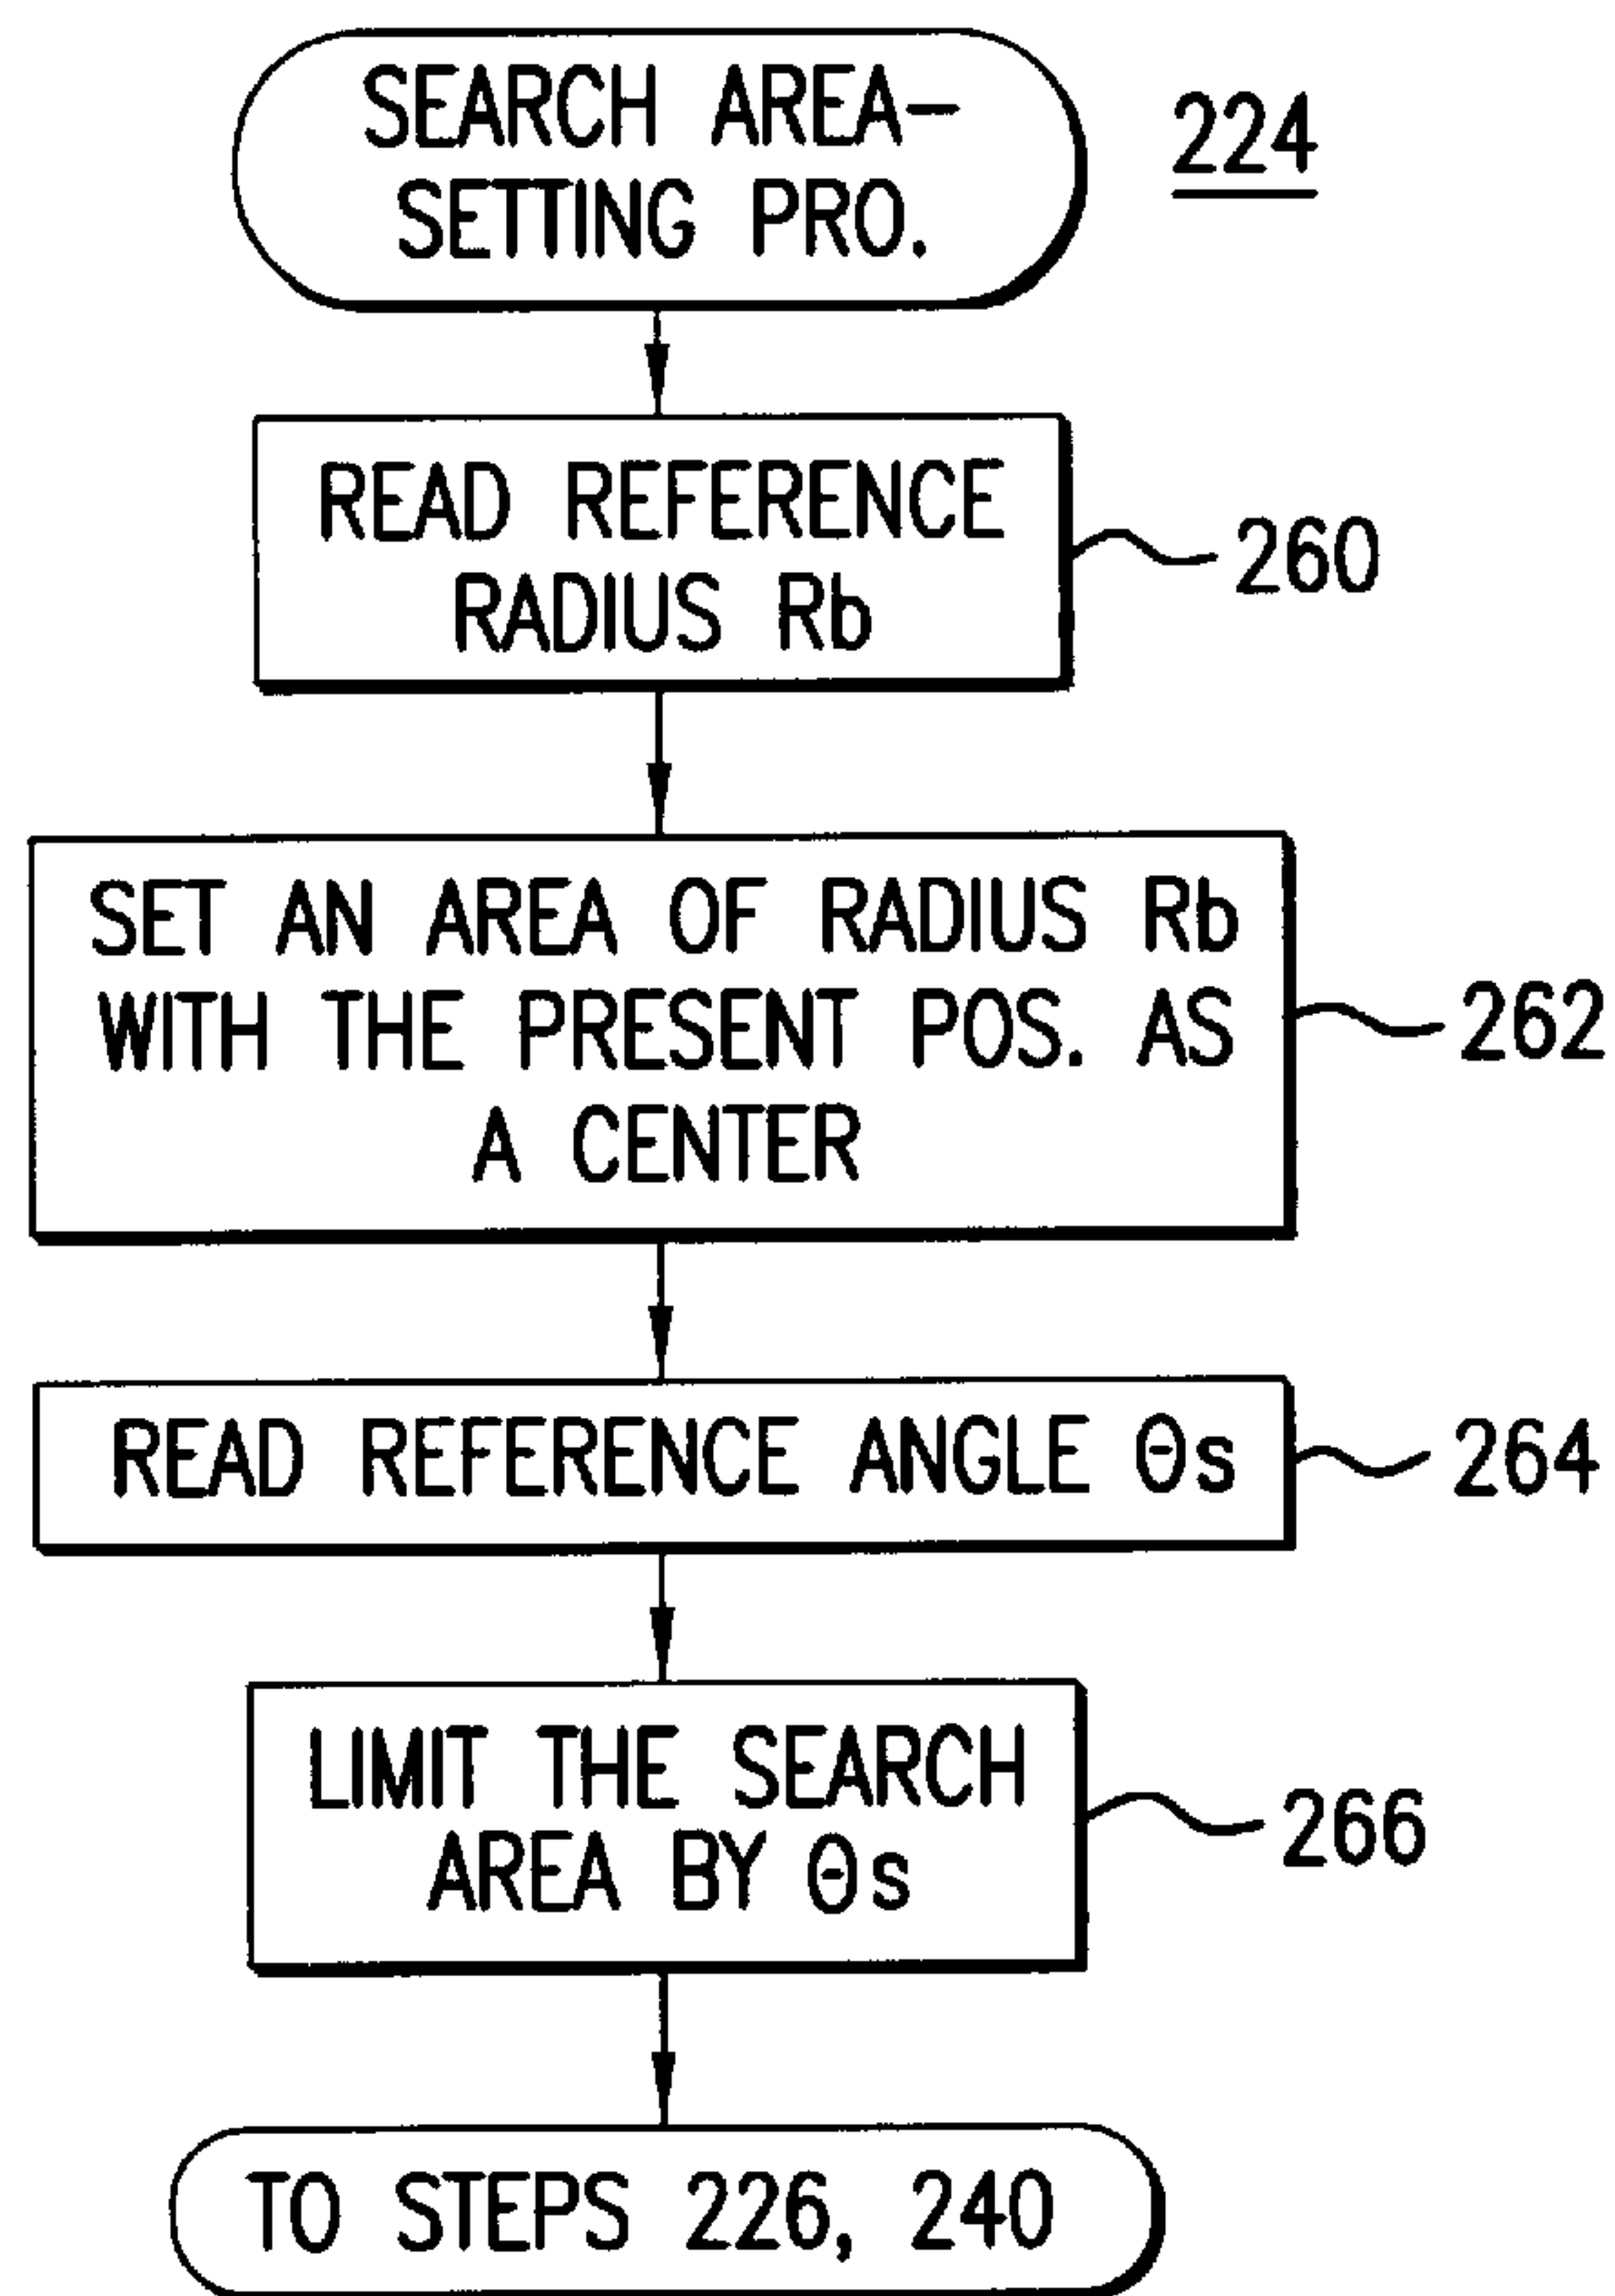 SEARCH AREA-
SETTING PRO.
224
READ REFERENCE
RADIUS Rb
260
SET AN AREA OF RADIUS Rb
WITH THE PRESENT POS. AS
A CENTER
262
READ REFERENCE ANGLE Θs
264
LIMIT THE SEARCH
AREA BY Θs
266
TO STEPS 226, 240